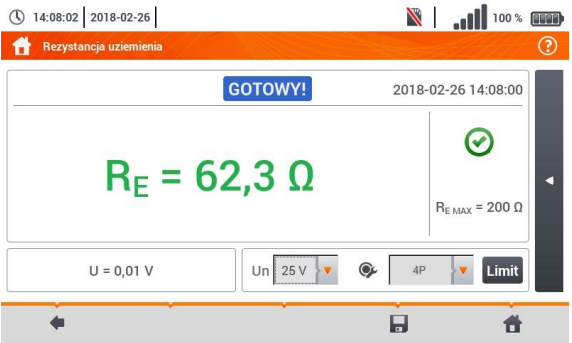 14:08:02 2018-02-26 100 %
Rezystancja uziemienia ?
GOTOWY! 2018-02-26 14:08:00
RE = 62,3 Ω
RE MAX = 200 Ω
U = 0,01 V Un 25 V 4P Limit